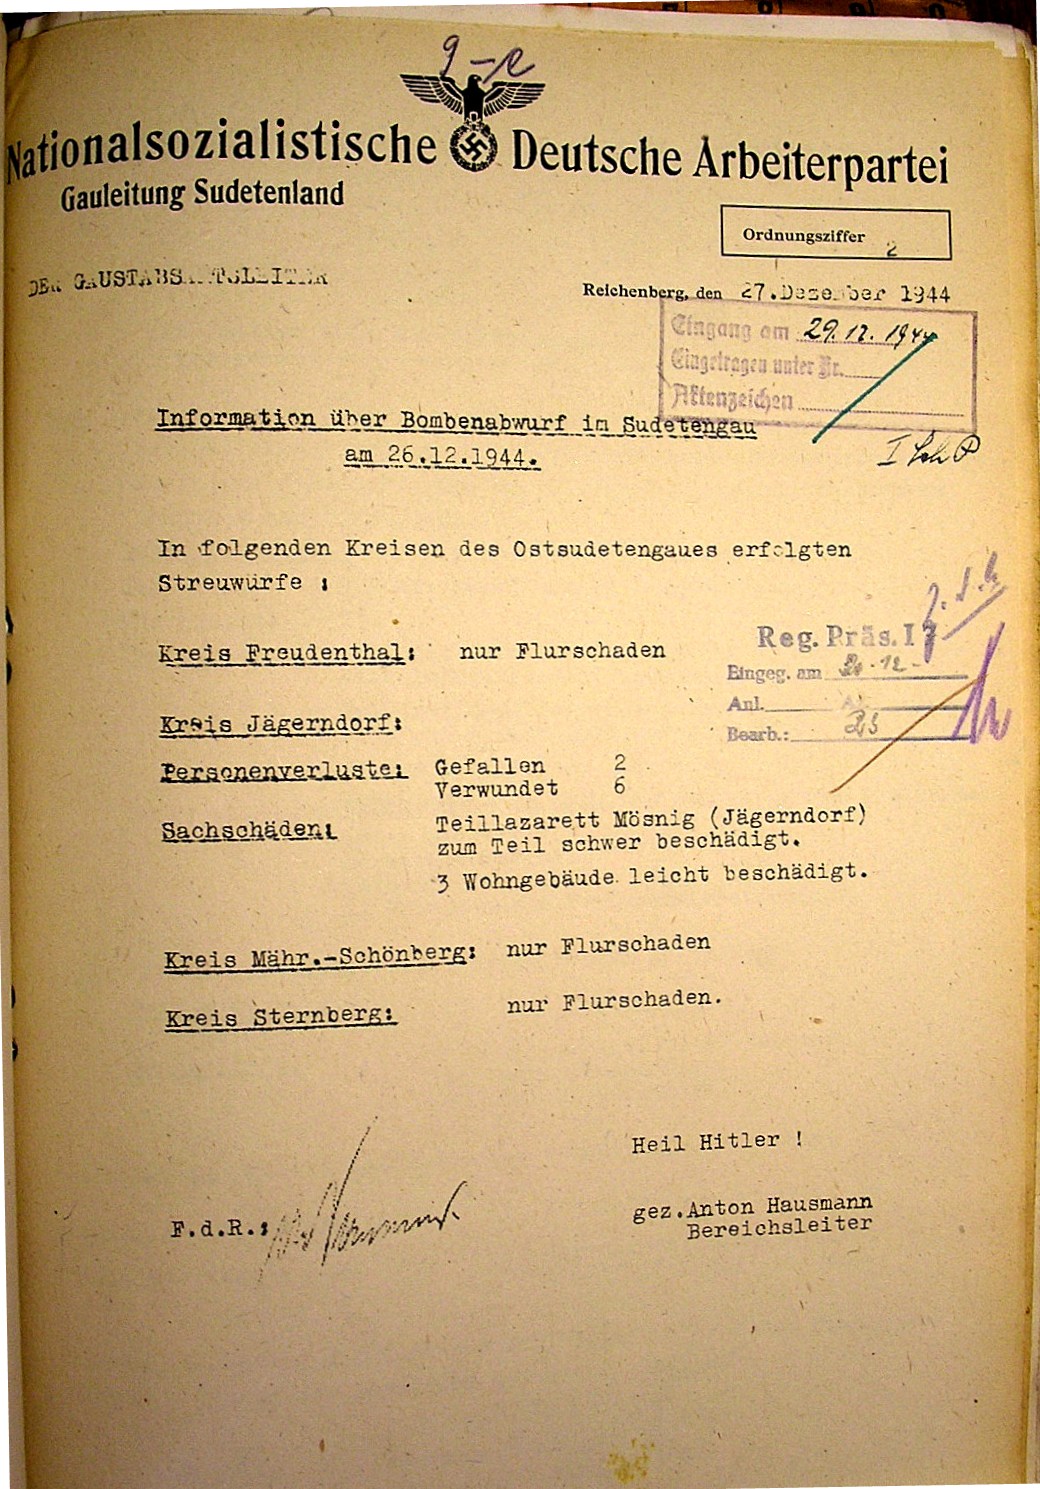 Nationalsozialistische Deutsche Arbeiterpartei
Gauleitung Sudetenland
Ordnungsziffer 2
DER GAUSTABSAMTSLEITER
Reichenberg, den 27.Dezember 1944
Eingang am 29.12.1944
Eingetragen unter Nr.
Aktenzeichen
Information über Bombenabwurf im Sudetengau
am 26.12.1944.
In folgenden Kreisen des Ostsudetengaues erfolgten
Streuwürfe :
Reg. Präs. I
Kreis Freudenthal: nur Flurschaden
Eingeg. am
Anl.
Kreis Jägerndorf:
Bearb.:
Personenverluste: Gefallen 2
Verwundet 6
Sachschäden: Teillazarett Mösnig (Jägerndorf)
zum Teil schwer beschädigt.
3 Wohngebäude leicht beschädigt.
Kreis Mähr.-Schönberg: nur Flurschaden
Kreis Sternberg: nur Flurschaden.
Heil Hitler !
F.d.R.:
gez.Anton Hausmann
Bereichsleiter